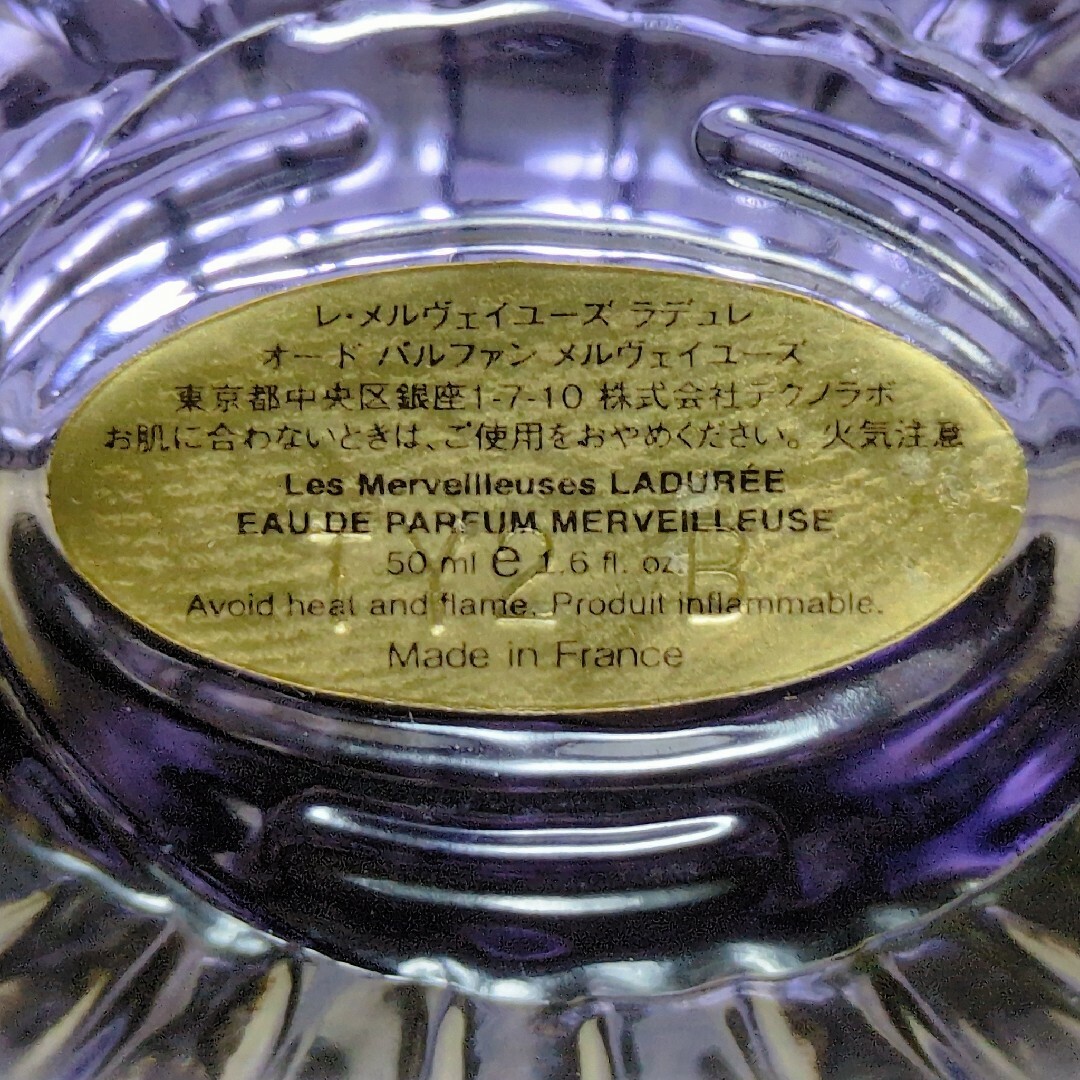 レ・メルヴェイユーズ ラデュレ
オード パルファン メルヴェイユーズ
東京都中央区銀座1-7-10 株式会社テクノラボ
お肌に合わないときは、ご使用をおやめください。火気注意
Les Merveilleuses LADURÉE
EAU DE PARFUM MERVEILLEUSE
50 ml e 1.6 fl. oz.
Avoid heat and flame. Produit inflammable.
Made in France
TY2 B